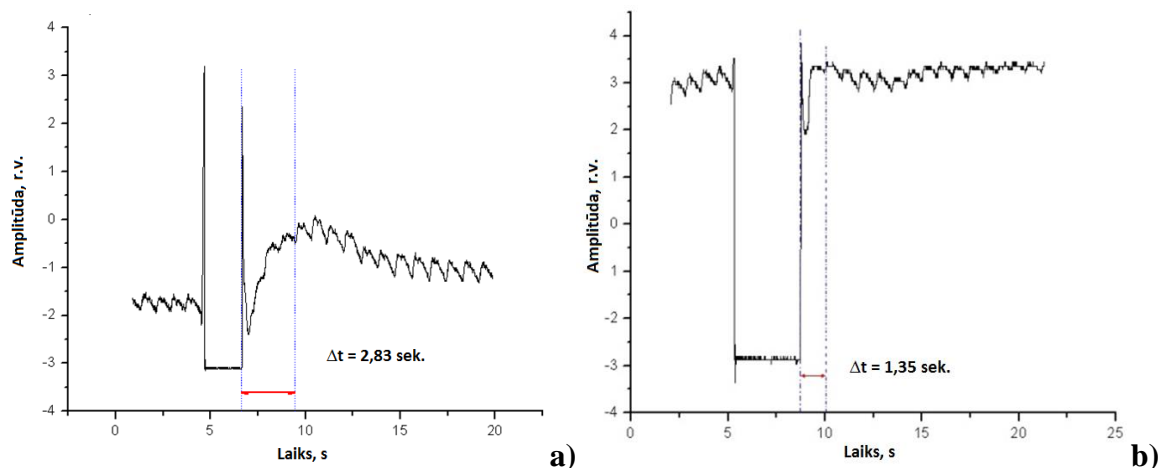 4
3
2
1
0
-1
-2
-3
-4
Amplitūda, r.v.
Δt = 2,83 sek.
0 5 10 15 20 25
Laiks, s
a)
4
3
2
1
0
-1
-2
-3
-4
Amplitūda, r.v.
Δt = 1,35 sek.
0 5 10 15 20 25
Laiks, s
b)